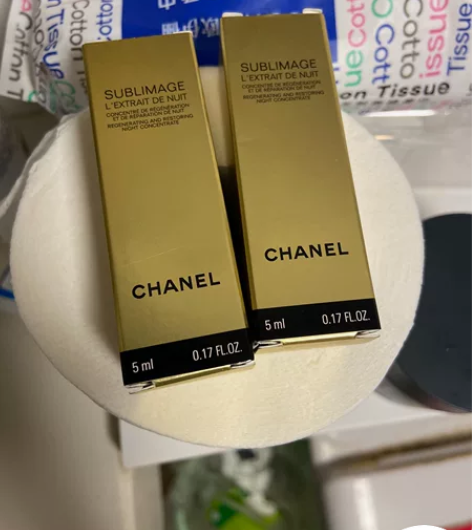 Cotton Tissue
SUBLIMAGE
L'EXTRAIT DE NUIT
CONCENTRÉ DE RÉGÉNÉRATION
ET DE RÉPARATION DE NUIT
REGENERATING AND RESTORING
NIGHT CONCENTRATE
CHANEL
5 ml 0.17 FL.OZ.
SUBLIMAGE
L'EXTRAIT DE NUIT
CONCENTRÉ DE RÉGÉNÉRATION
ET DE RÉPARATION DE NUIT
REGENERATING AND RESTORING
NIGHT CONCENTRATE
CHANEL
5 ml 0.17 FL.OZ.